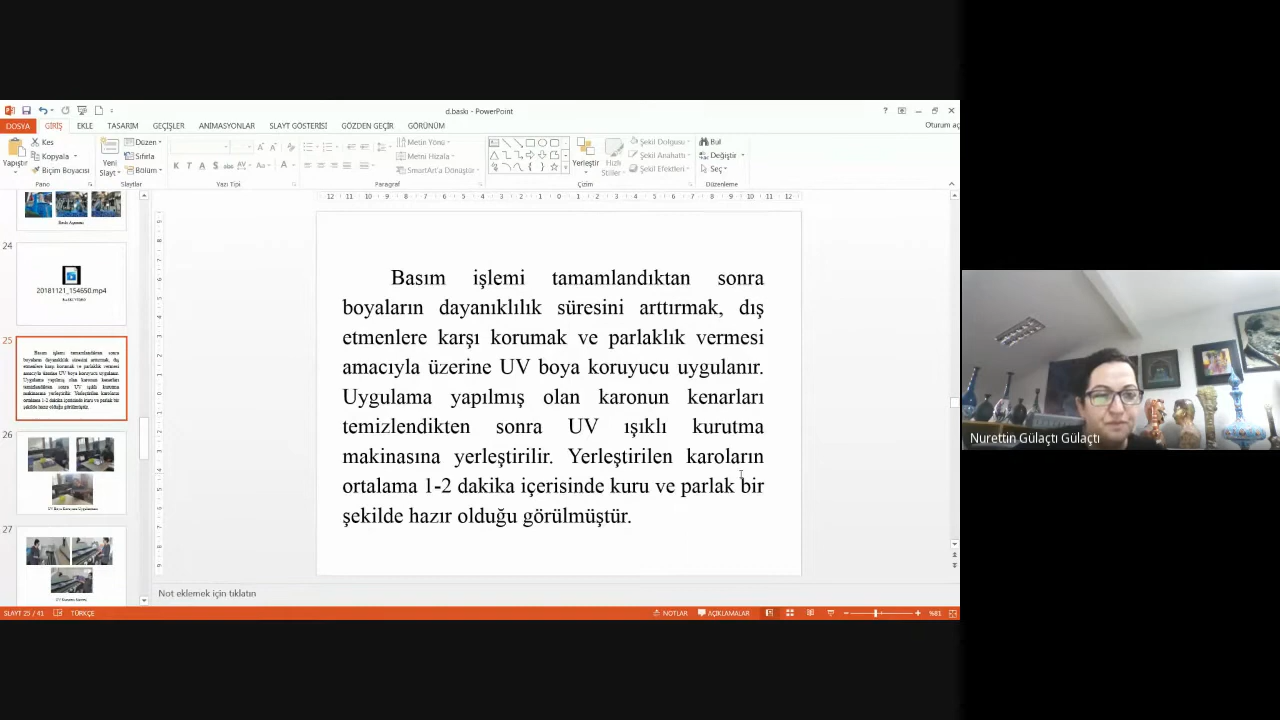 d.baskı - PowerPoint
DOSYA GİRİŞ EKLE TASARIM GEÇİŞLER ANİMASYONLAR SLAYT GÖSTERİSİ GÖZDEN GEÇİR GÖRÜNÜM
Oturum aç
Yapıştır
Kes
Kopyala
Biçim Boyacısı
Pano
Yeni
Slayt
Düzen
Sıfırla
Bölüm
Slaytlar
Yazı Tipi
Metin Yönü
Metni Hizala
SmartArt'a Dönüştür
Paragraf
Yerleştir
Hızlı
Stiller
Şekil Dolgusu
Şekil Anahattı
Şekil Efektleri
Çizim
Bul
Değiştir
Seç
Düzenleme
24
20181121_154650.mp4
25
26
27
Basım işlemi tamamlandıktan sonra
boyaların dayanıklılık süresini arttırmak, dış
etmenlere karşı korumak ve parlaklık vermesi
amacıyla üzerine UV boya koruyucu uygulanır.
Uygulama yapılmış olan karonun kenarları
temizlendikten sonra UV ışıklı kurutma
makinasına yerleştirilir. Yerleştirilen karoların
ortalama 1-2 dakika içerisinde kuru ve parlak bir
şekilde hazır olduğu görülmüştür.
Not eklemek için tıklatın
SLAYT 25 / 41 TÜRKÇE
NOTLAR AÇIKLAMALAR
%81
Nurettin Gülaçtı Gülaçtı